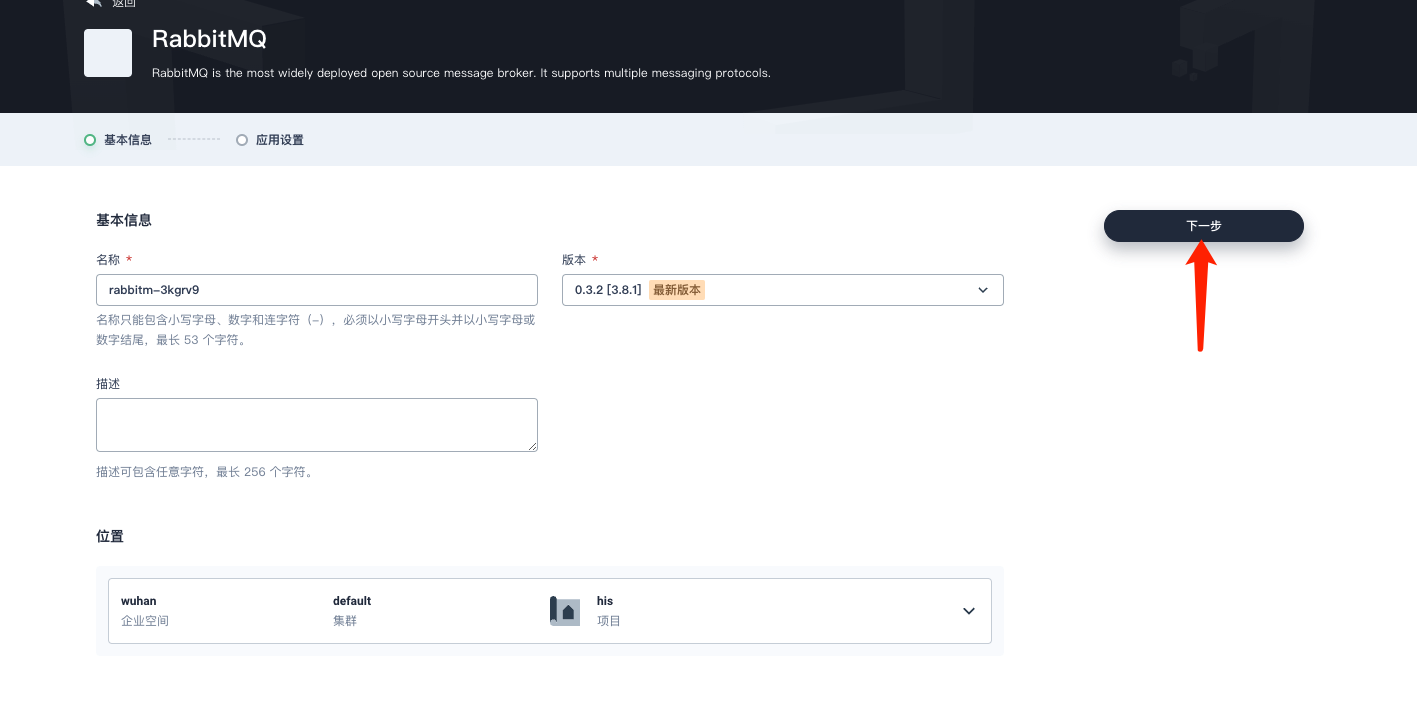 返回
RabbitMQ
RabbitMQ is the most widely deployed open source message broker. It supports multiple messaging protocols.
基本信息 应用设置
基本信息
下一步
名称 * 版本 *
rabbitm-3kgrv9 0.3.2 [3.8.1] 最新版本
名称只能包含小写字母、数字和连字符（-），必须以小写字母开头并以小写字母或
数字结尾，最长 53 个字符。
描述
描述可包含任意字符，最长 256 个字符。
位置
wuhan default his
企业空间 集群 项目